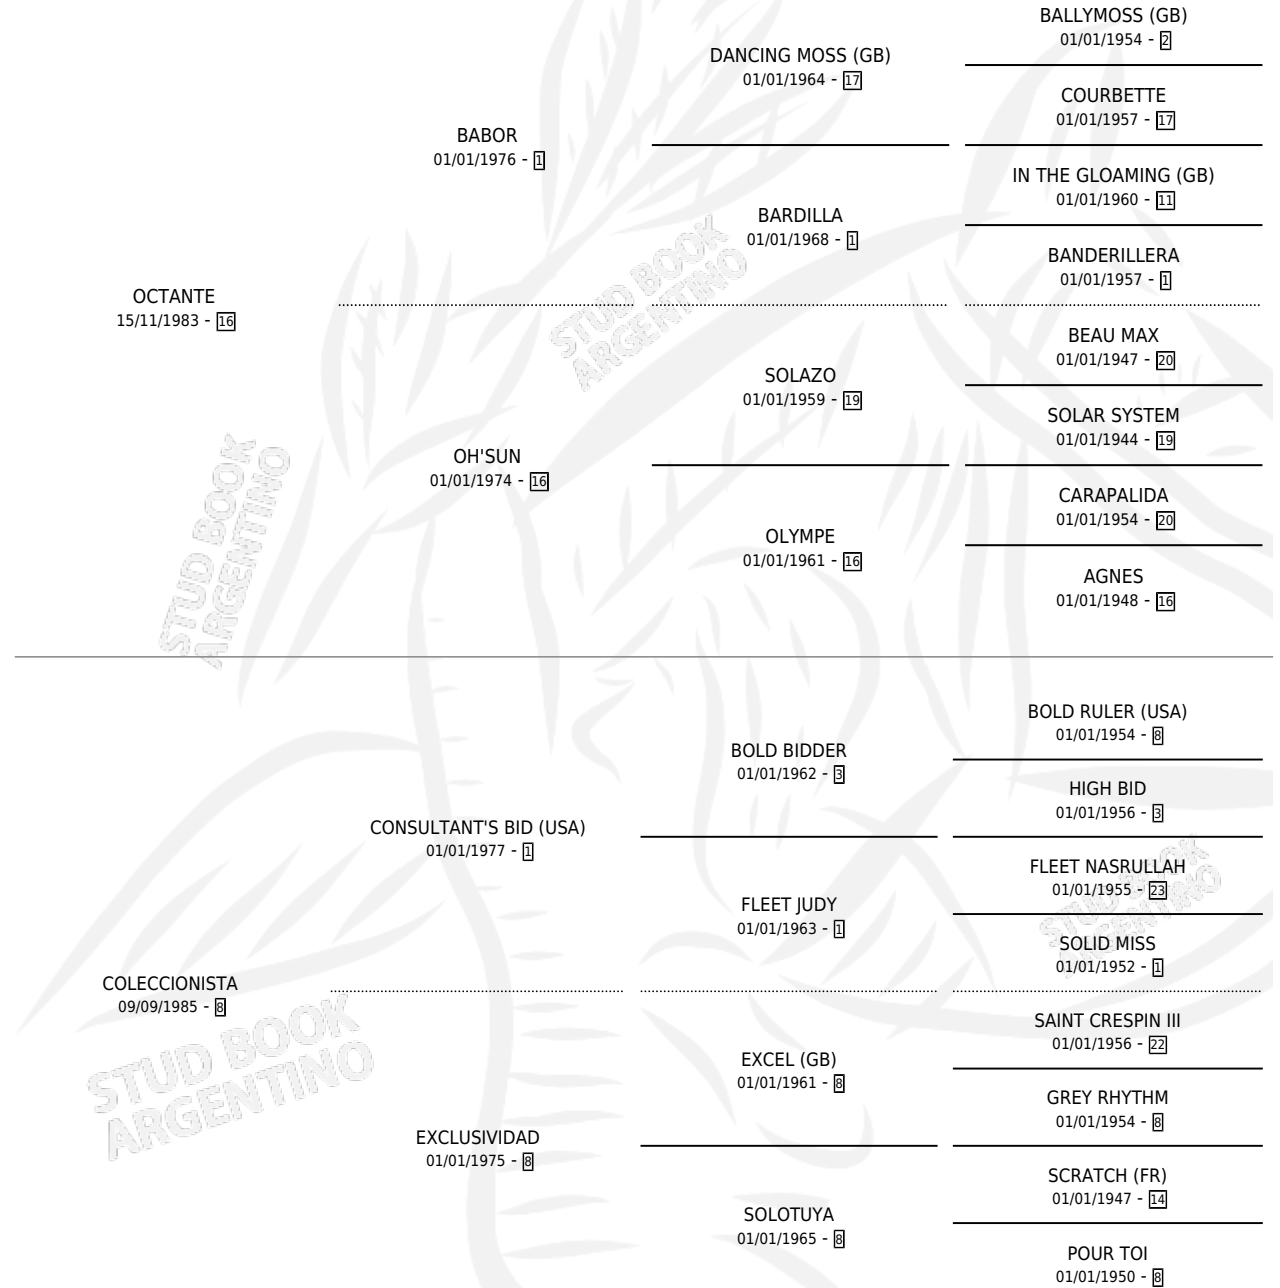 BALLYMOSS (GB)
01/01/1954 - 2
DANCING MOSS (GB)
01/01/1964 - 17
COURBETTE
01/01/1957 - 17
BABOR
01/01/1976 - 1
IN THE GLOAMING (GB)
01/01/1960 - 11
BARDILLA
01/01/1968 - 1
BANDERILLERA
01/01/1957 - 1
OCTANTE
15/11/1983 - 16
BEAU MAX
01/01/1947 - 20
SOLAZO
01/01/1959 - 19
SOLAR SYSTEM
01/01/1944 - 19
OH'SUN
01/01/1974 - 16
CARAPALIDA
01/01/1954 - 20
OLYMPE
01/01/1961 - 16
AGNES
01/01/1948 - 16
STUD BOOK
ARGENTINO
STUD BOOK
ARGENTINO
BOLD RULER (USA)
01/01/1954 - 8
BOLD BIDDER
01/01/1962 - 3
HIGH BID
01/01/1956 - 3
CONSULTANT'S BID (USA)
01/01/1977 - 1
FLEET NASRULLAH
01/01/1955 - 23
FLEET JUDY
01/01/1963 - 1
SOLID MISS
01/01/1952 - 1
COLECCIONISTA
09/09/1985 - 8
SAINT CRESPIN III
01/01/1956 - 22
EXCEL (GB)
01/01/1961 - 8
GREY RHYTHM
01/01/1954 - 8
EXCLUSIVIDAD
01/01/1975 - 8
SCRATCH (FR)
01/01/1947 - 14
SOLOTUYA
01/01/1965 - 8
POUR TOI
01/01/1950 - 8
STUD BOOK
ARGENTINO
STUD BOOK
ARGENTINO